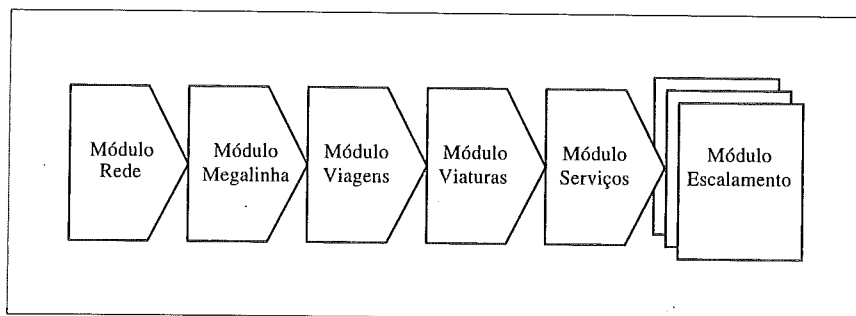 Módulo
Rede
Módulo
Megalinha
Módulo
Viagens
Módulo
Viaturas
Módulo
Serviços
Módulo
Escalamento